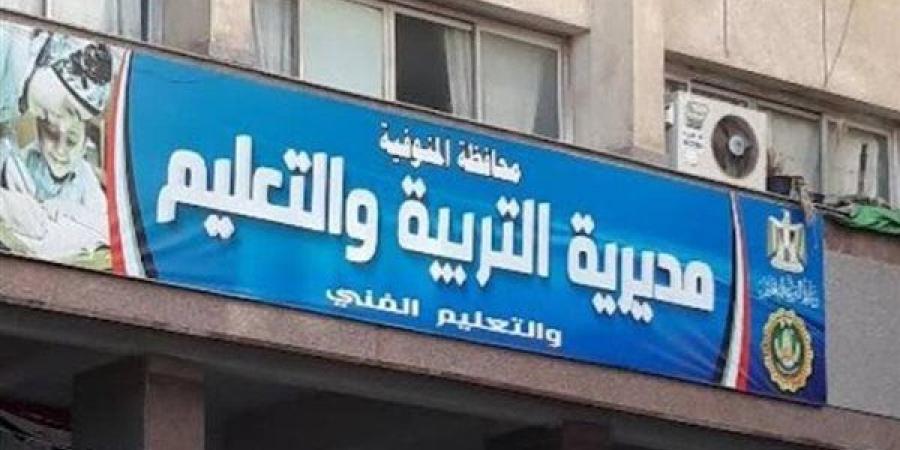 محافظة المنوفية
مديرية التربية والتعليم
والتعليم الفني